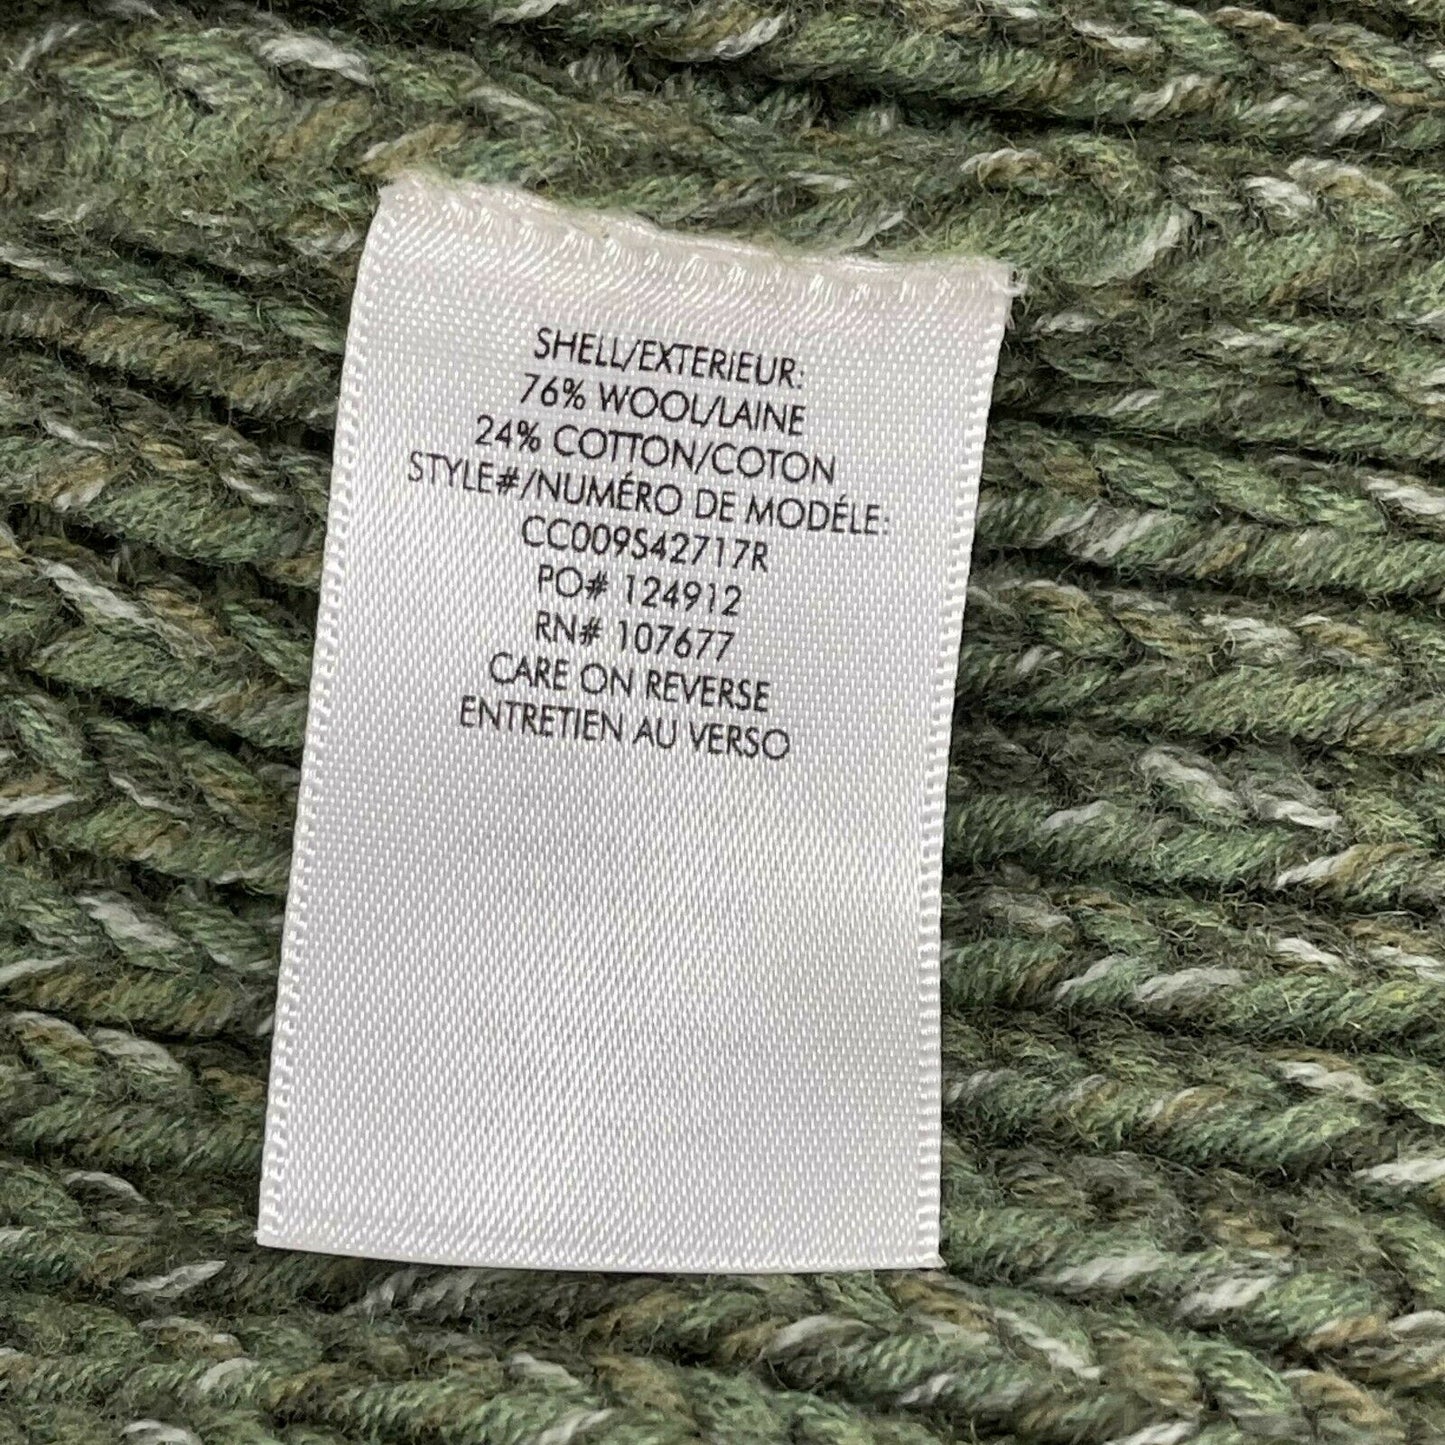 SHELL/EXTERIEUR:
76% WOOL/LAINE
24% COTTON/COTON
STYLE#/NUMÉRO DE MODÉLE:
CC009S42717R
PO# 124912
RN# 107677
CARE ON REVERSE
ENTRETIEN AU VERSO